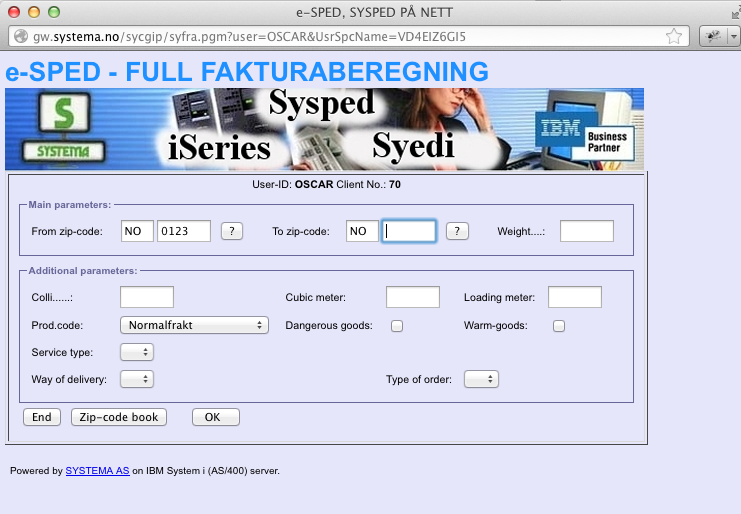 e-SPED, SYSPED PÅ NETT
gw.systema.no/sycgip/syfra.pgm?user=OSCAR&UsrSpcName=VD4EIZ6GI5
e-SPED - FULL FAKTURABEREGNING
S
SYSTEMA
Sysped
iSeries
Syedi
IBM
Business
Partner
User-ID: OSCAR Client No.: 70
Main parameters:
From zip-code: NO 0123 ? To zip-code: NO ? Weight....:
Additional parameters:
Colli......: Cubic meter: Loading meter:
Prod.code: Normalfrakt Dangerous goods: Warm-goods:
Service type:
Way of delivery: Type of order:
End Zip-code book OK
Powered by SYSTEMA AS on IBM System i (AS/400) server.